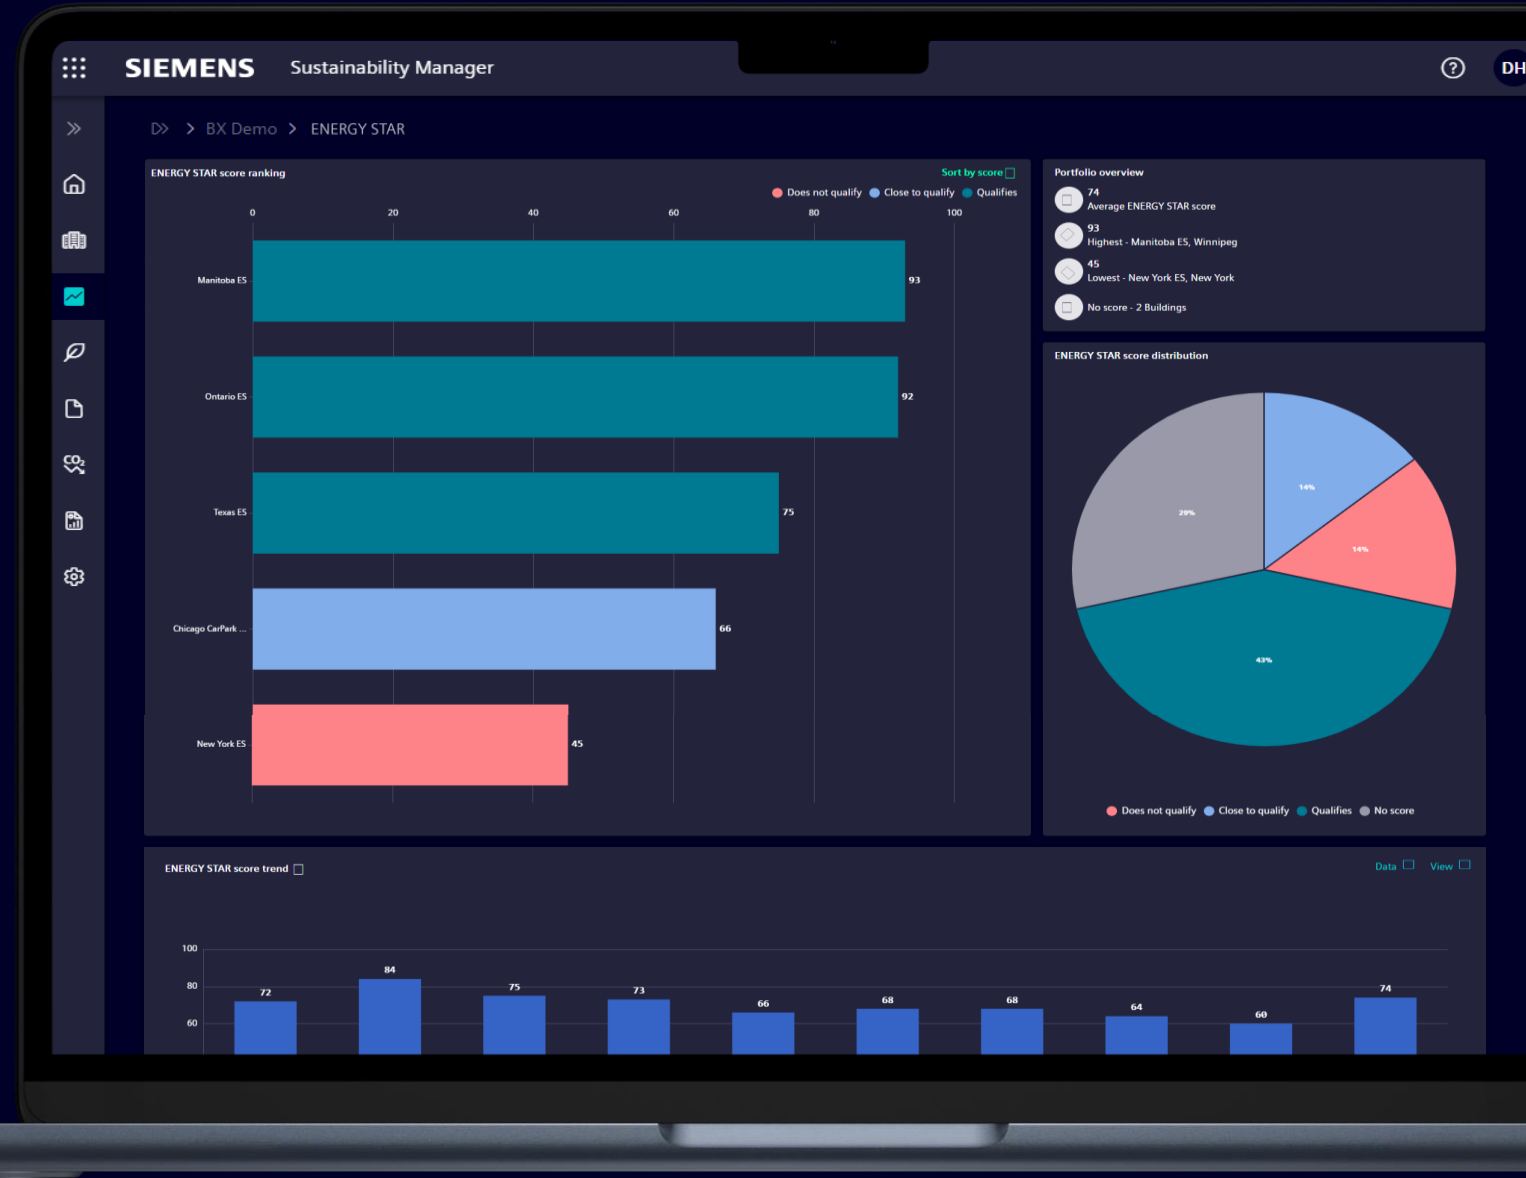 SIEMENS Sustainability Manager
DH
BX Demo > ENERGY STAR
ENERGY STAR score ranking
Sort by score
Does not qualify Close to qualify Qualifies
0 20 40 60 80 100
Manitoba ES 93
Ontario ES 92
Texas ES 75
Chicago CarPark ... 66
New York ES 45
Portfolio overview
74
Average ENERGY STAR score
93
Highest - Manitoba ES, Winnipeg
45
Lowest - New York ES, New York
No score - 2 Buildings
ENERGY STAR score distribution
14%
29%
14%
43%
Does not qualify Close to qualify Qualifies No score
ENERGY STAR score trend
Data View
100
80
60
72 84 75 73 66 68 68 64 60 74
CO2